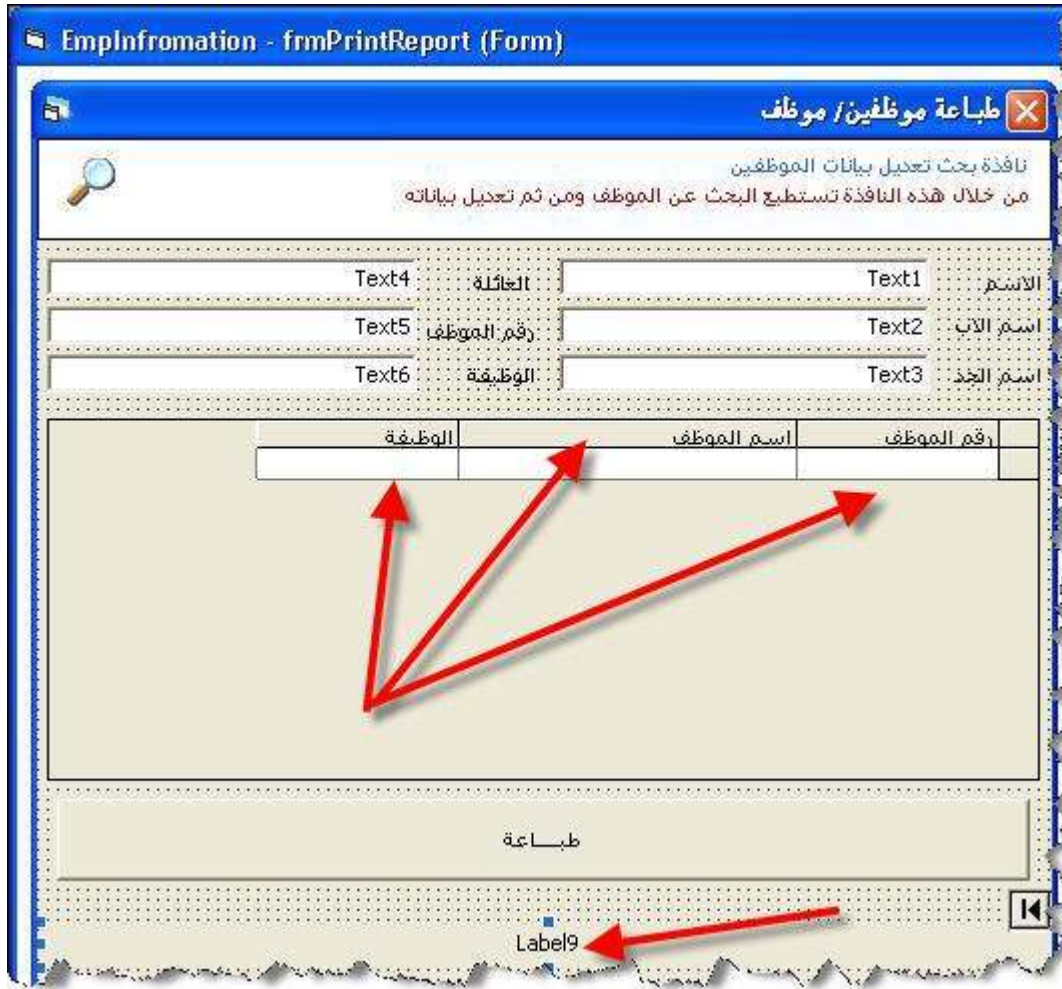 EmpInfromation - frmPrintReport (Form)
طباعة موظفين/ موظف
نافذة بحث تعديل بيانات الموظفين
من خلال هذه النافذة تستطيع البحث عن الموظف ومن ثم تعديل بياناته
الاسم Text1 العائلة Text4
اسم الاب Text2 رقم الموظف Text5
اسم الجد Text3 الوظيفة Text6
رقم الموظف اسم الموظف الوظيفة
طبـــاعة
Label9